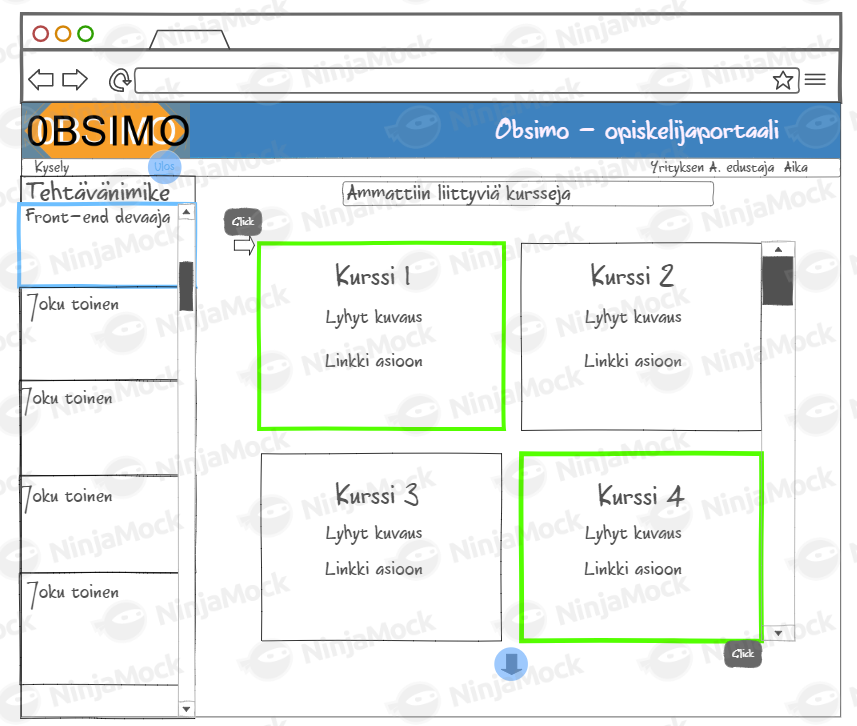 OBSIMO
Obsimo - opiskelijaportaali
Kysely
Ulos
Yrityksen A. edustaja Aika
Tehtävänimike
Ammattiin liittyviä kursseja
Front-end devaaja
Joku toinen
Joku toinen
Joku toinen
Joku toinen
Click
Kurssi 1
Lyhyt kuvaus
Linkki asioon
Kurssi 2
Lyhyt kuvaus
Linkki asioon
Kurssi 3
Lyhyt kuvaus
Linkki asioon
Kurssi 4
Lyhyt kuvaus
Linkki asioon
Click
NinjaMock